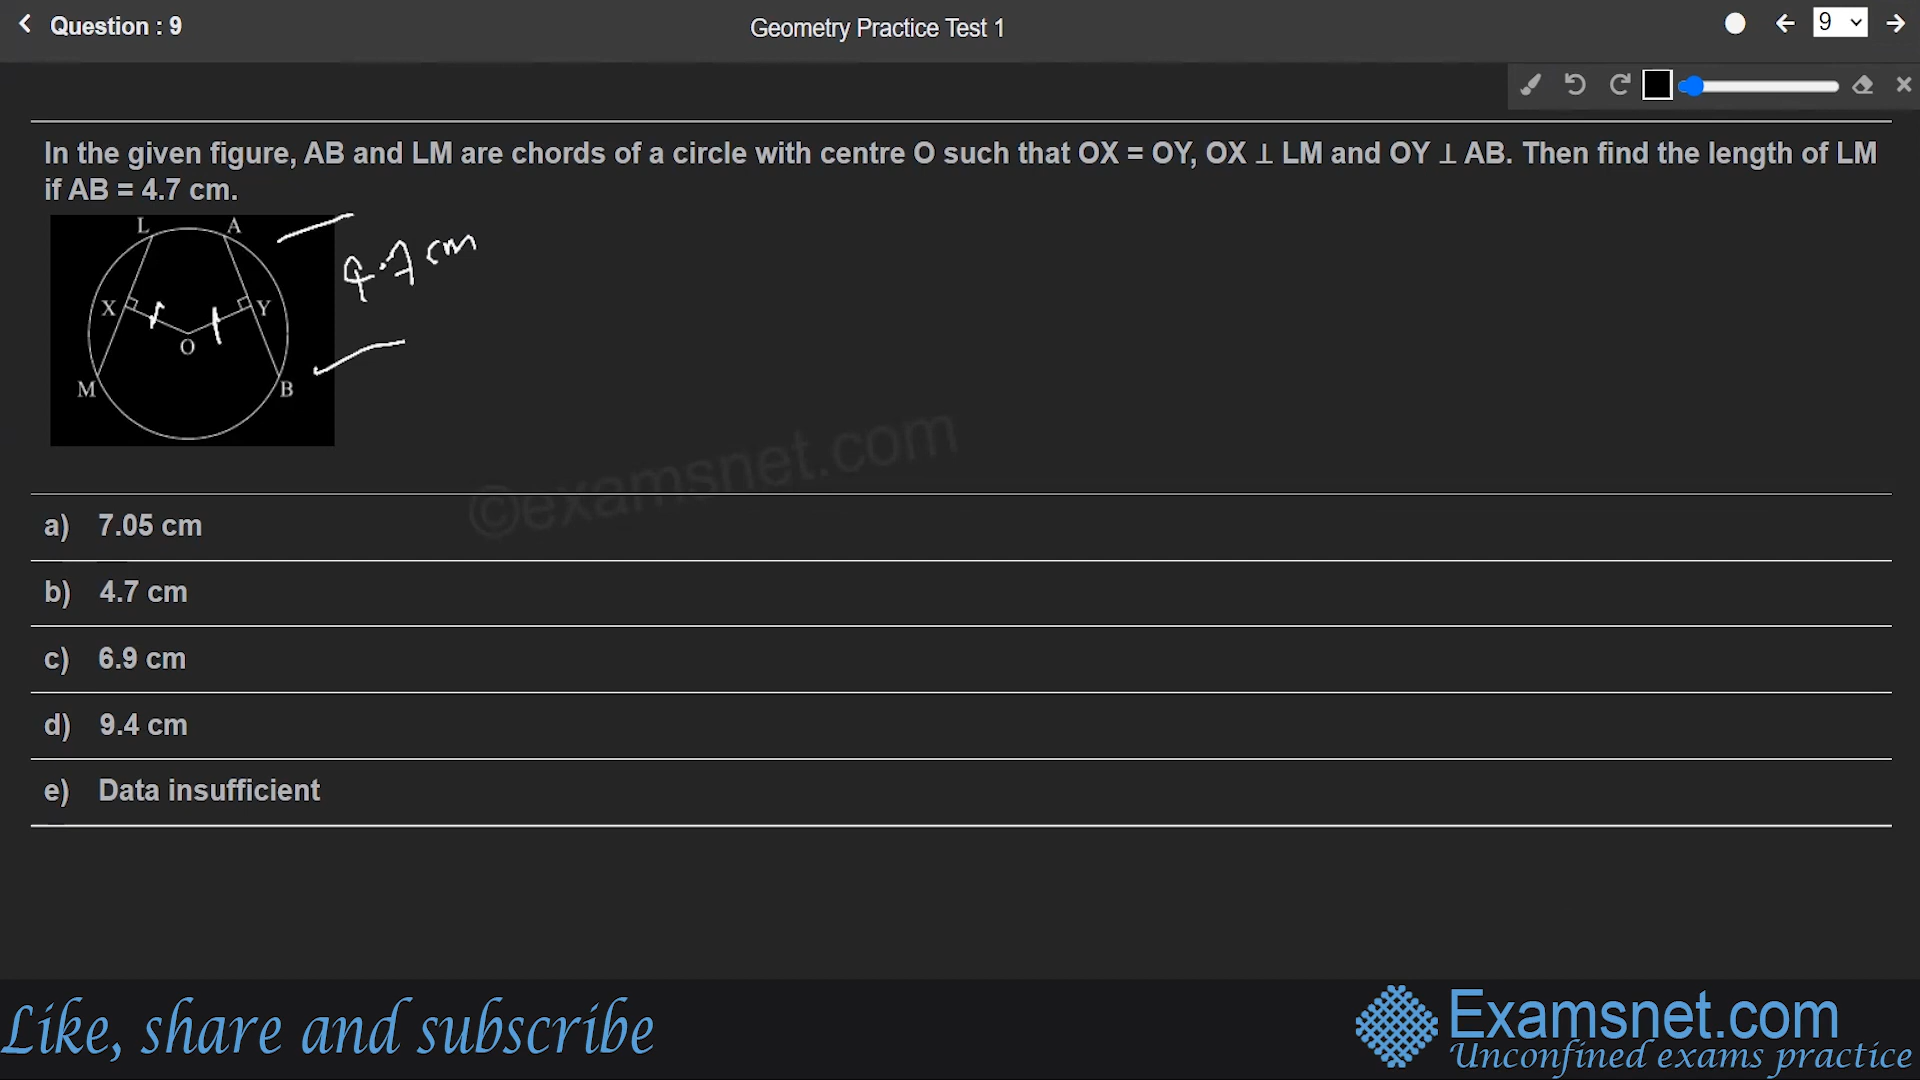 Question : 9
Geometry Practice Test 1
9
In the given figure, AB and LM are chords of a circle with centre O such that OX = OY, OX ⊥ LM and OY ⊥ AB. Then find the length of LM
if AB = 4.7 cm.
L A
4.7 cm
X Y
O
M B
©examsnet.com
a) 7.05 cm
b) 4.7 cm
c) 6.9 cm
d) 9.4 cm
e) Data insufficient
Like, share and subscribe
Examsnet.com
Unconfined exams practice